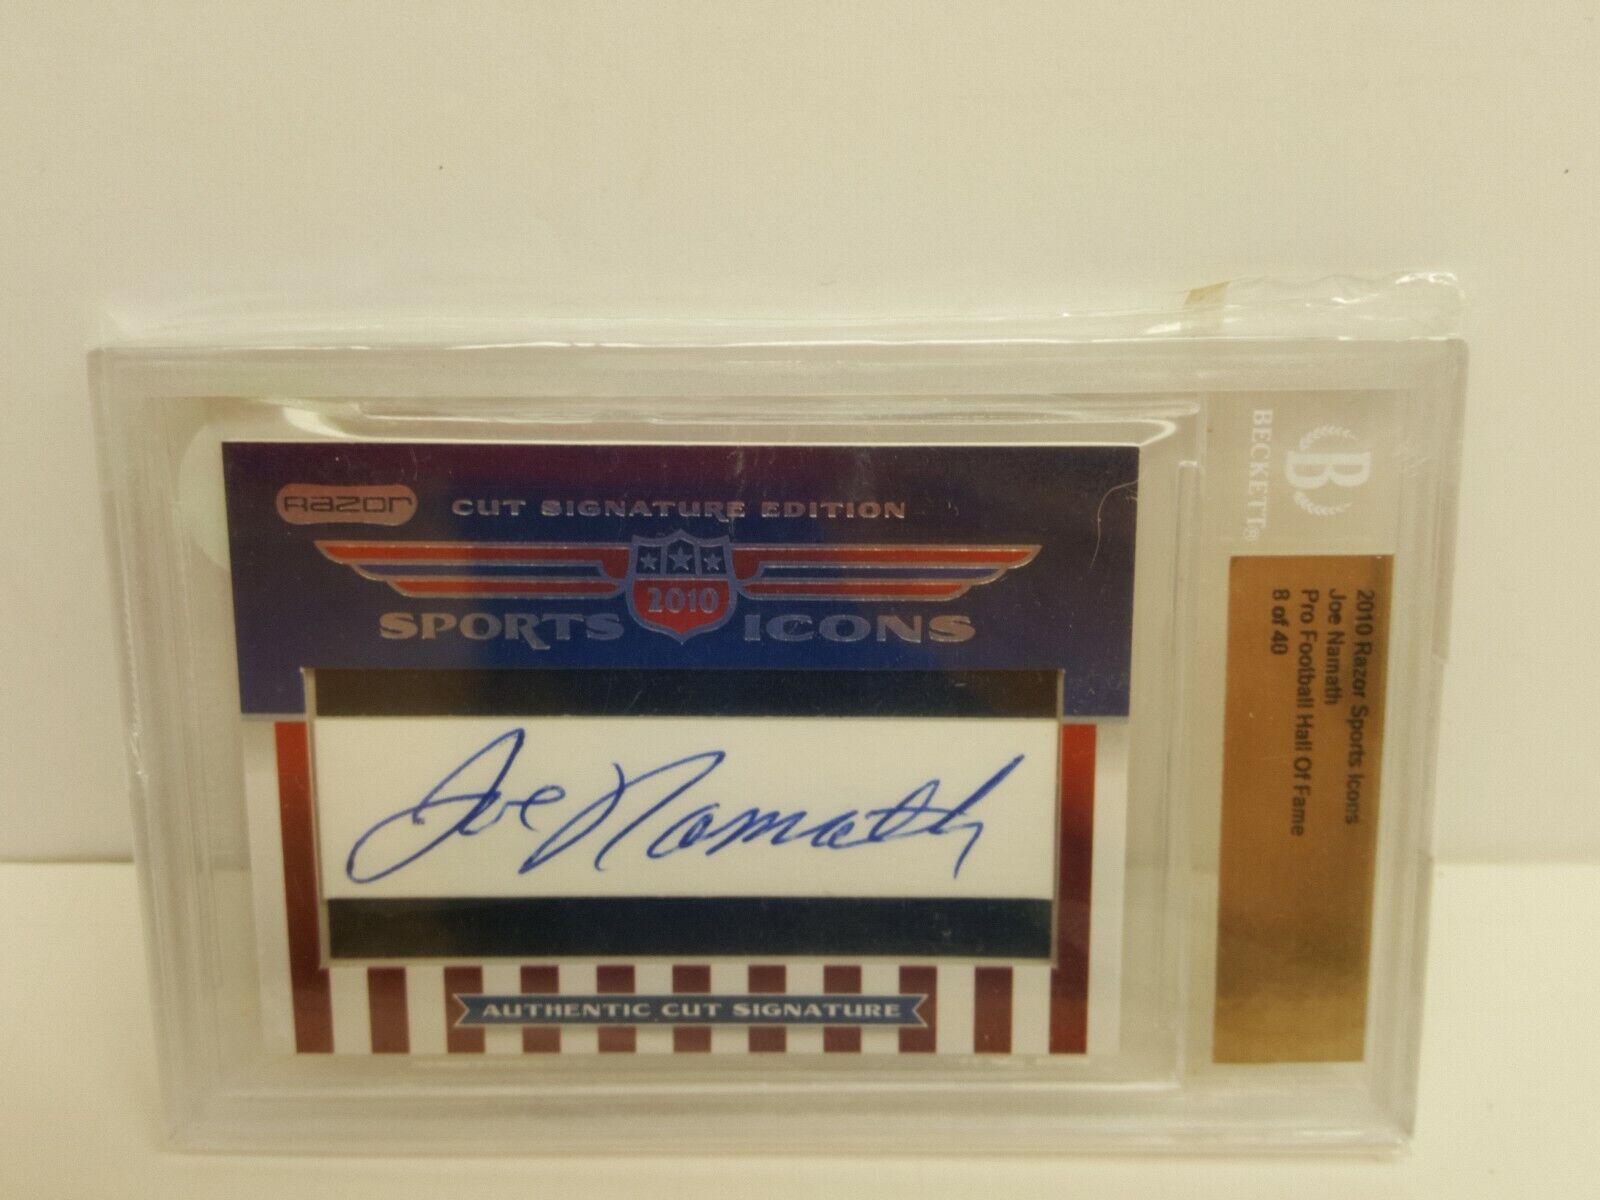 Razor
CUT SIGNATURE EDITION
2010
SPORTS ICONS
Joe Namath
AUTHENTIC CUT SIGNATURE
B
BECKETT®
2010 Razor Sports Icons
Joe Namath
Pro Football Hall Of Fame
8 of 40